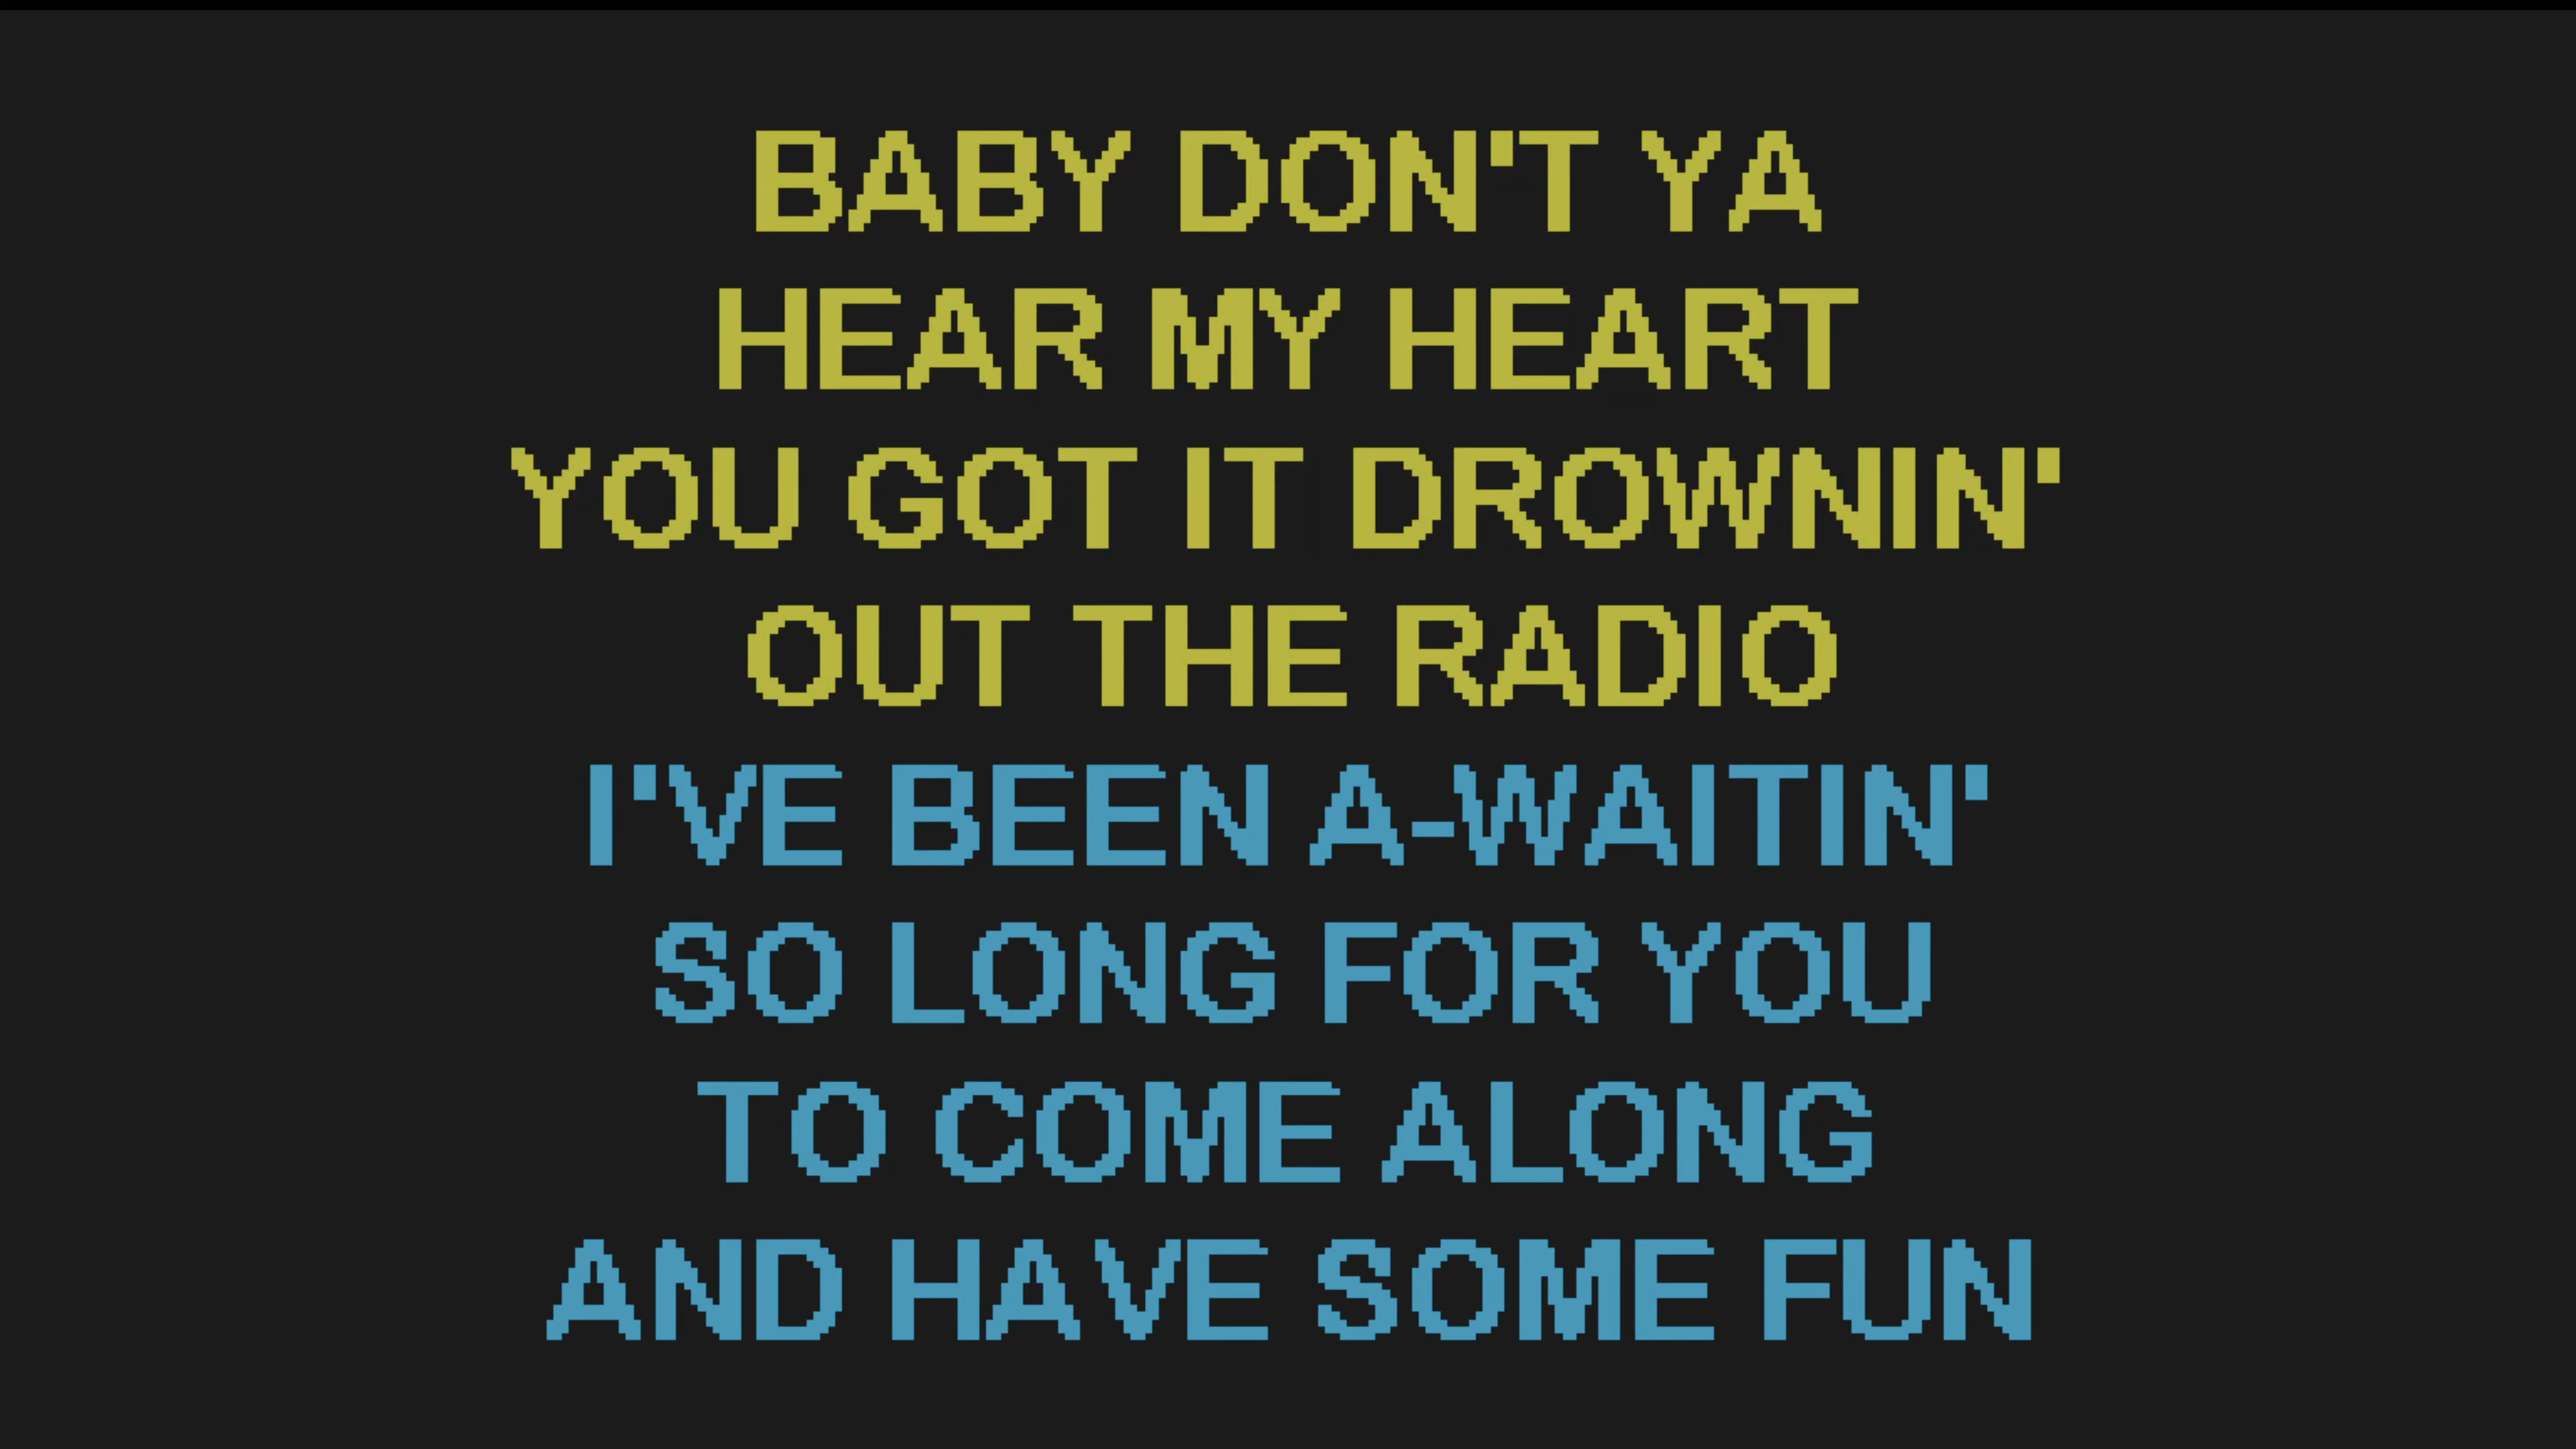 BABY DON'T YA
HEAR MY HEART
YOU GOT IT DROWNIN'
OUT THE RADIO
I'VE BEEN A-WAITIN'
SO LONG FOR YOU
TO COME ALONG
AND HAVE SOME FUN